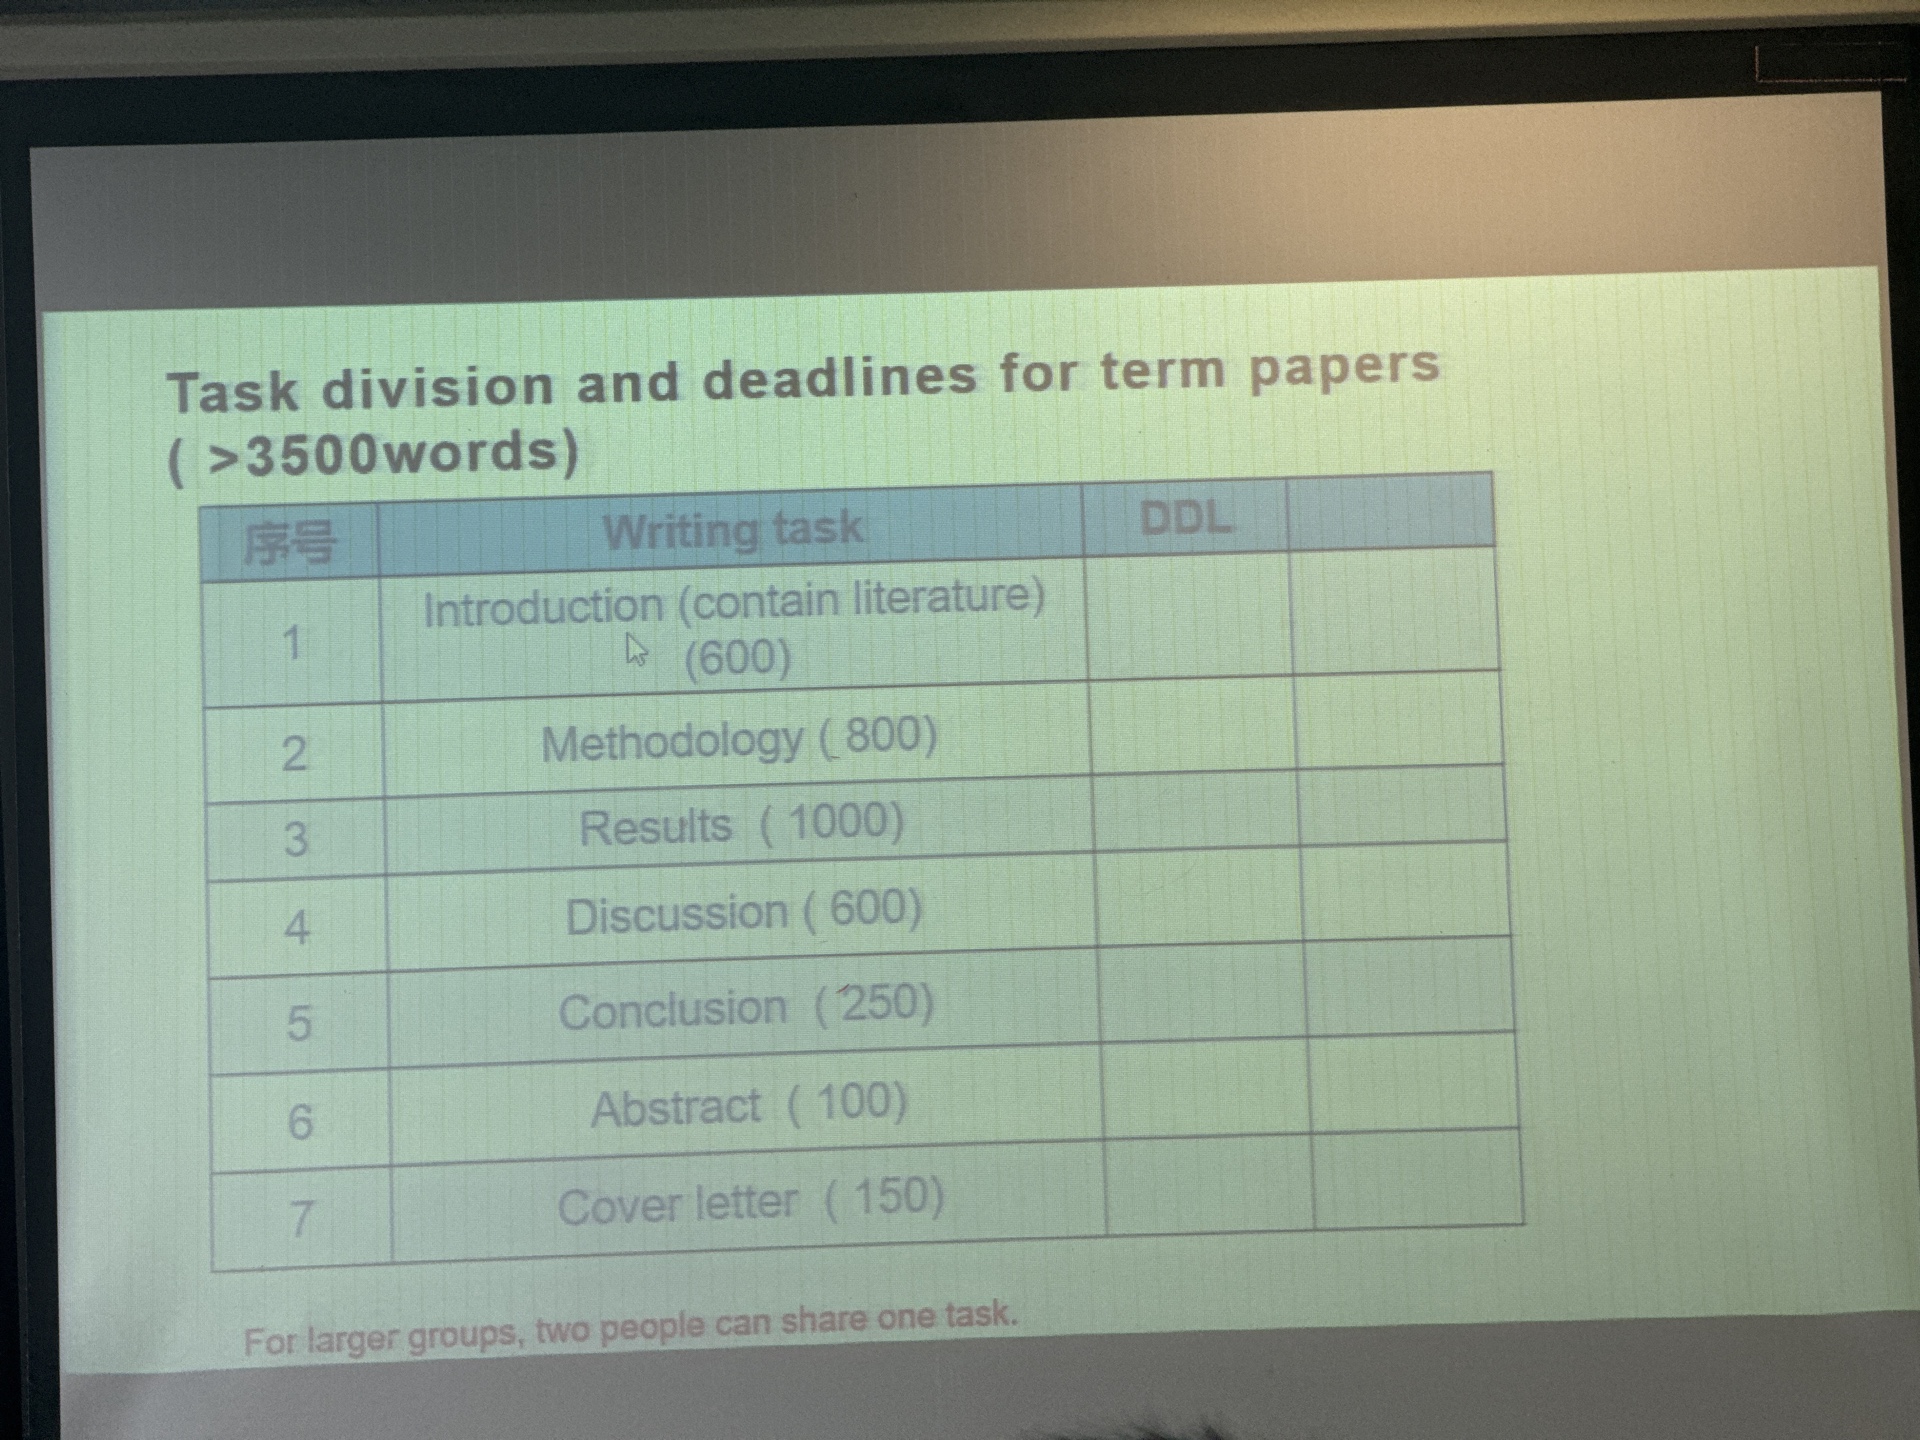 Task division and deadlines for term papers
( >3500words)
序号 Writing task DDL
1 Introduction (contain literature)
(600)
2 Methodology ( 800)
3 Results ( 1000)
4 Discussion ( 600)
5 Conclusion ( 250)
6 Abstract ( 100)
7 Cover letter ( 150)
For larger groups, two people can share one task.